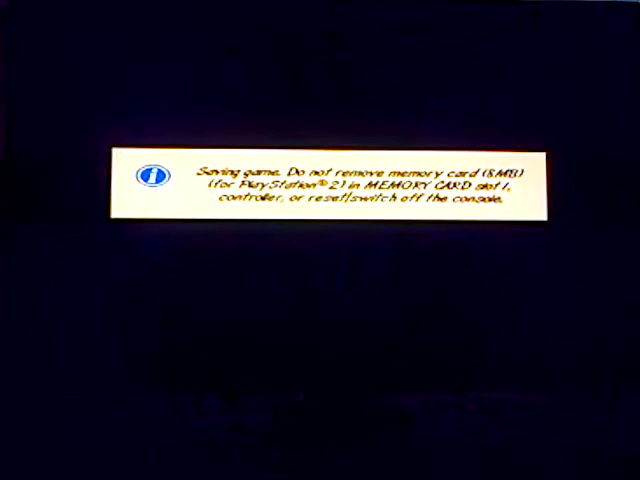 Saving game. Do not remove memory card (8MB)
(for PlayStation®2) in MEMORY CARD slot 1,
controller, or reset/switch off the console.